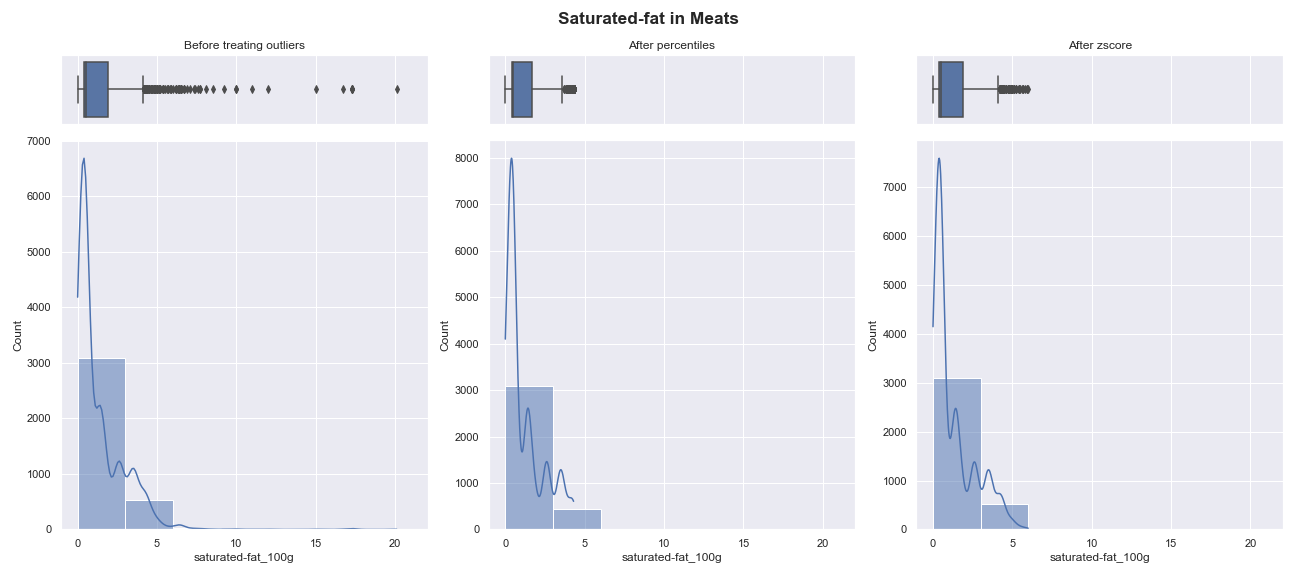 Saturated-fat in Meats
Before treating outliers
After percentiles
After zscore
7000
6000
5000
4000
3000
2000
1000
0
Count
0 5 10 15 20
saturated-fat_100g
8000
7000
6000
5000
4000
3000
2000
1000
0
Count
0 5 10 15 20
saturated-fat_100g
7000
6000
5000
4000
3000
2000
1000
0
Count
0 5 10 15 20
saturated-fat_100g